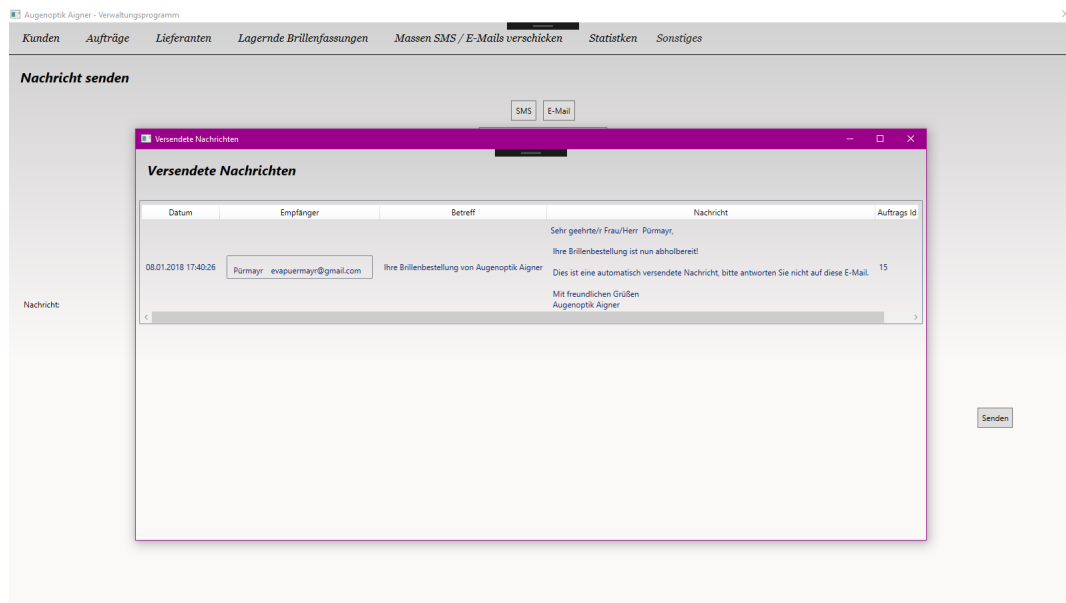 Augenoptik Aigner - Verwaltungsprogramm
Kunden Aufträge Lieferanten Lagernde Brillenfassungen Massen SMS / E-Mails verschicken Statistken Sonstiges
Nachricht senden
SMS E-Mail
Versendete Nachrichten
Versendete Nachrichten
Datum Empfänger Betreff Nachricht Auftrags Id
Sehr geehrte/r Frau/Herr Pürmayr,
Ihre Brillenbestellung ist nun abholbereit!
08.01.2018 17:40:26 Pürmayr evapuermayr@gmail.com Ihre Brillenbestellung von Augenoptik Aigner 15
Dies ist eine automatisch versendete Nachricht, bitte antworten Sie nicht auf diese E-Mail.
Mit freundlichen Grüßen
Augenoptik Aigner
Nachricht:
Senden